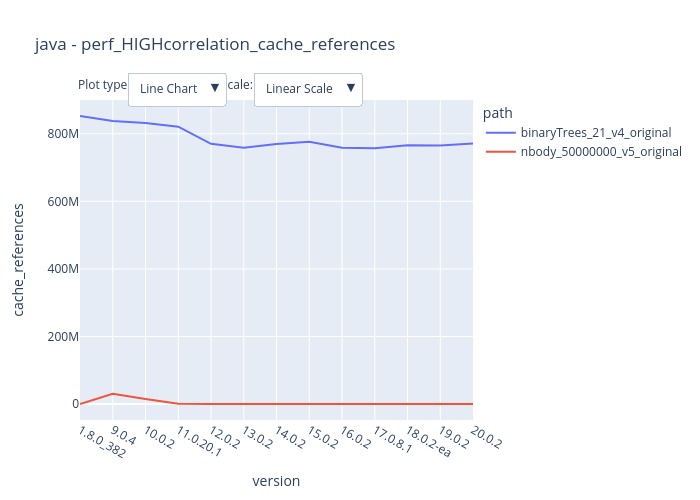 java - perf_HIGHcorrelation_cache_references
Plot type
Line Chart ▼
cale:
Linear Scale ▼
path
binaryTrees_21_v4_original
nbody_50000000_v5_original
cache_references
800M
600M
400M
200M
0
1.8.0_382
9.0.4
10.0.2
11.0.20.1
12.0.2
13.0.2
14.0.2
15.0.2
16.0.2
17.0.8.1
18.0.2-ea
19.0.2
20.0.2
version